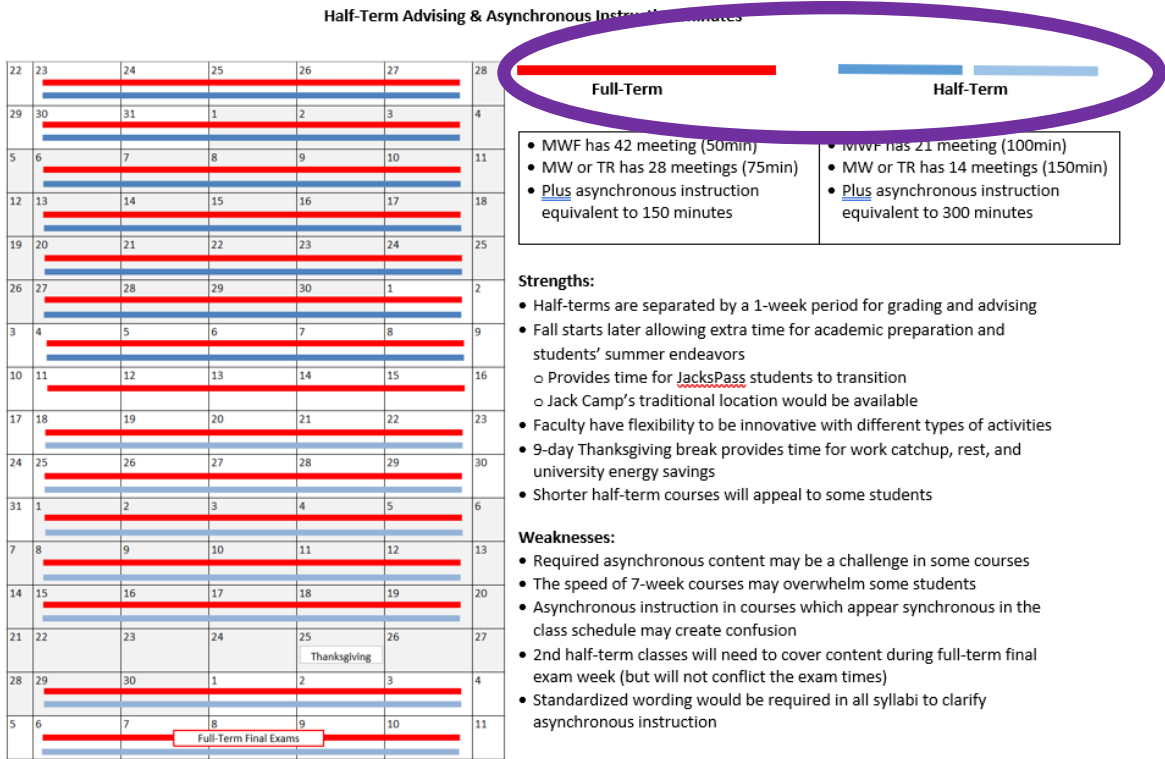 Half-Term Advising & Asynchronous Instruction Minutes
22 23 24 25 26 27 28
29 30 31 1 2 3 4
5 6 7 8 9 10 11
12 13 14 15 16 17 18
19 20 21 22 23 24 25
26 27 28 29 30 1 2
3 4 5 6 7 8 9
10 11 12 13 14 15 16
17 18 19 20 21 22 23
24 25 26 27 28 29 30
31 1 2 3 4 5 6
7 8 9 10 11 12 13
14 15 16 17 18 19 20
21 22 23 24 25 26 27
Thanksgiving
28 29 30 1 2 3 4
5 6 7 8 9 10 11
Full-Term Final Exams
Full-Term
Half-Term
• MWF has 42 meeting (50min)
• MW or TR has 28 meetings (75min)
• Plus asynchronous instruction
equivalent to 150 minutes
• MWF has 21 meeting (100min)
• MW or TR has 14 meetings (150min)
• Plus asynchronous instruction
equivalent to 300 minutes
Strengths:
• Half-terms are separated by a 1-week period for grading and advising
• Fall starts later allowing extra time for academic preparation and
students' summer endeavors
o Provides time for JacksPass students to transition
o Jack Camp's traditional location would be available
• Faculty have flexibility to be innovative with different types of activities
• 9-day Thanksgiving break provides time for work catchup, rest, and
university energy savings
• Shorter half-term courses will appeal to some students
Weaknesses:
• Required asynchronous content may be a challenge in some courses
• The speed of 7-week courses may overwhelm some students
• Asynchronous instruction in courses which appear synchronous in the
class schedule may create confusion
• 2nd half-term classes will need to cover content during full-term final
exam week (but will not conflict the exam times)
• Standardized wording would be required in all syllabi to clarify
asynchronous instruction